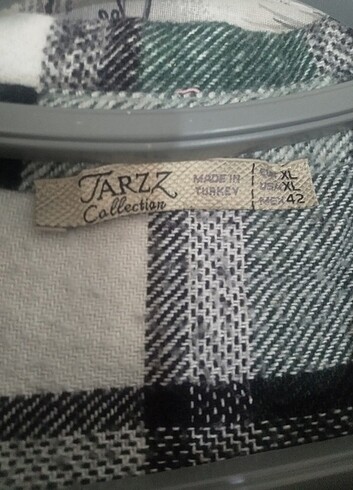 TARZZ
Collection
MADE IN
TURKEY
XL
USA XL
MEX 42